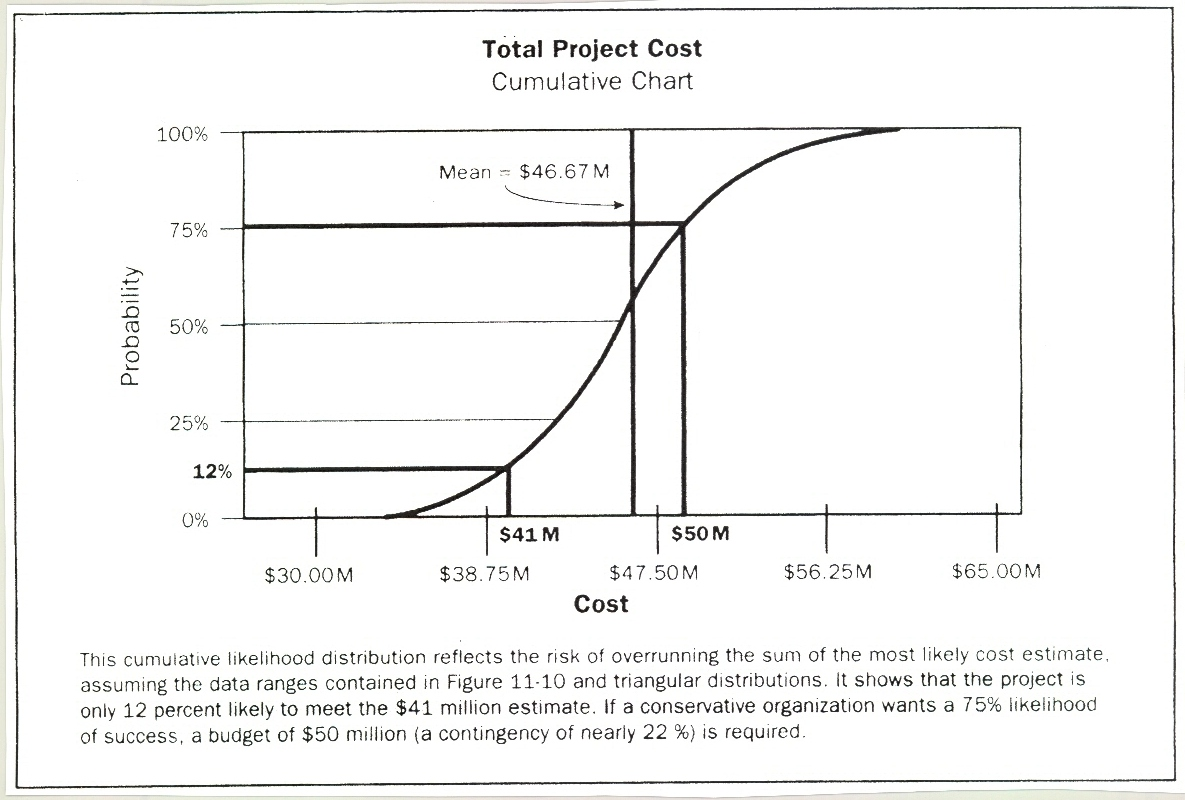 Total Project Cost
Cumulative Chart
100%
Mean = $46.67M
75%
Probability
50%
25%
12%
0%
$41 M $50 M
$30.00M $38.75M $47.50M $56.25M $65.00M
Cost
This cumulative likelihood distribution reflects the risk of overrunning the sum of the most likely cost estimate,
assuming the data ranges contained in Figure 11-10 and triangular distributions. It shows that the project is
only 12 percent likely to meet the $41 million estimate. If a conservative organization wants a 75% likelihood
of success, a budget of $50 million (a contingency of nearly 22 %) is required.